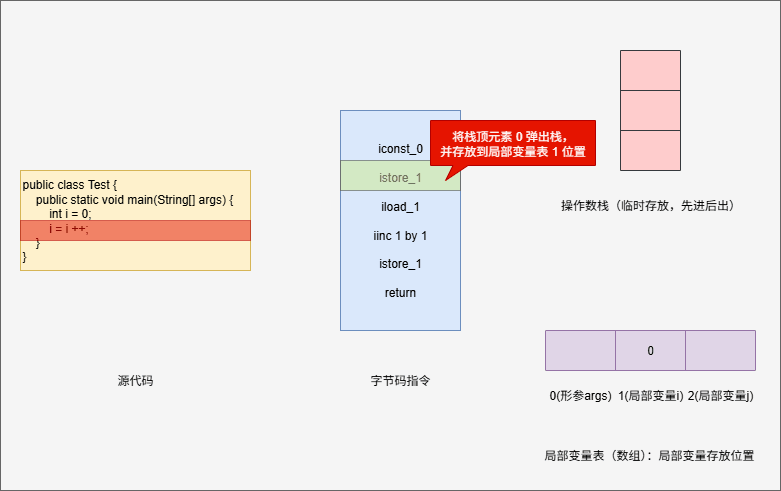 public class Test {
public static void main(String[] args) {
int i = 0;
i = i ++;
}
}
源代码
iconst_0
istore_1
iload_1
iinc 1 by 1
istore_1
return
字节码指令
将栈顶元素 0 弹出栈，
并存放到局部变量表 1 位置
操作数栈（临时存放，先进后出）
0
0(形参args) 1(局部变量i) 2(局部变量j)
局部变量表（数组）：局部变量存放位置